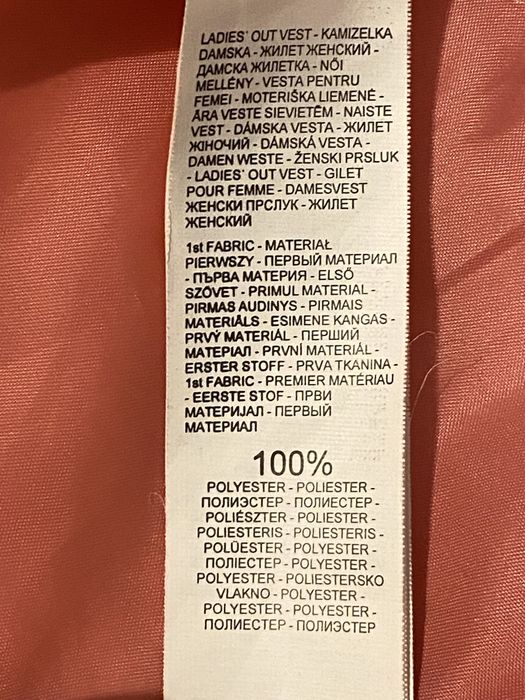 LADIES' OUT VEST - KAMIZELKA
DAMSKA - ЖИЛЕТ ЖЕНСКИЙ -
ДАМСКА ЖИЛЕТКА - NŐI
MELLÉNY - VESTA PENTRU
FEMEI - MOTERIŠKA LIEMENĖ -
ĀRA VESTE SIEVIETĒM - NAISTE
VEST - DÁMSKA VESTA - ЖИЛЕТ
ЖІНОЧИЙ - DÁMSKÁ VESTA -
DAMEN WESTE - ŽENSKI PRSLUK
- LADIES' OUT VEST - GILET
POUR FEMME - DAMESVEST
ЖЕНСКИ ПРСЛУК - ЖИЛЕТ
ЖЕНСКИЙ
1st FABRIC - MATERIAŁ
PIERWSZY - ПЕРВЫЙ МАТЕРИАЛ
- ПЪРВА МАТЕРИЯ - ELSŐ
SZÖVET - PRIMUL MATERIAL -
PIRMAS AUDINYS - PIRMAIS
MATERIĀLS - ESIMENE KANGAS -
PRVÝ MATERIÁL - ПЕРШИЙ
МАТЕРІАЛ - PRVNÍ MATERIÁL -
ERSTER STOFF - PRVA TKANINA -
1st FABRIC - PREMIER MATÉRIAU
- EERSTE STOF - ПРВИ
МАТЕРИЈАЛ - ПЕРВЫЙ
МАТЕРИАЛ
100%
POLYESTER - POLIESTER -
ПОЛИЭСТЕР - ПОЛИЕСТЕР -
POLIÉSZTER - POLIESTER -
POLIESTERIS - POLIESTERIS -
POLÜESTER - POLYESTER -
ПОЛІЕСТЕР - POLYESTER -
POLYESTER - POLIESTERSKO
VLAKNO - POLYESTER -
POLYESTER - POLYESTER -
ПОЛИЕСТЕР - ПОЛИЭСТЕР